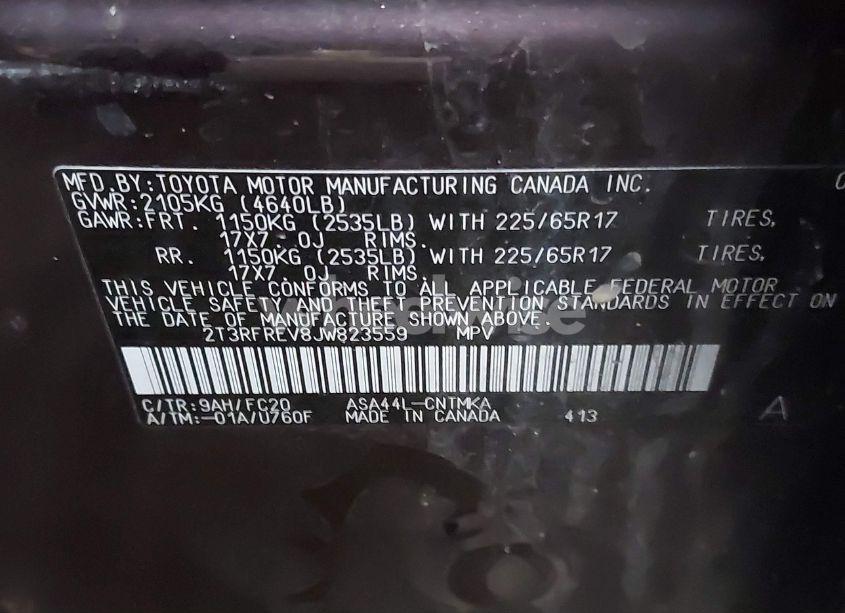 MFD.BY:TOYOTA MOTOR MANUFACTURING CANADA INC.
GVWR:2105KG (4640LB)
GAWR:FRT. 1150KG (2535LB) WITH 225/65R17 TIRES,
17X7.0J RIMS.
RR. 1150KG (2535LB) WITH 225/65R17 TIRES,
17X7.0J RIMS.
THIS VEHICLE CONFORMS TO ALL APPLICABLE FEDERAL MOTOR
VEHICLE SAFETY AND THEFT PREVENTION STANDARDS IN EFFECT ON
THE DATE OF MANUFACTURE SHOWN ABOVE.
2T3RFREV8JW823559 MPV
C/TR:9AH/FC20 ASA44L-CNTMKA
A/TM:-01A/U760F MADE IN CANADA 413
A